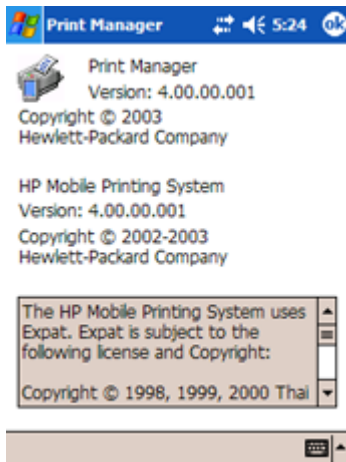 Print Manager 5:24 ok
Print Manager
Version: 4.00.00.001
Copyright © 2003
Hewlett-Packard Company
HP Mobile Printing System
Version: 4.00.00.001
Copyright © 2002-2003
Hewlett-Packard Company
The HP Mobile Printing System uses
Expat. Expat is subject to the
following license and Copyright:
Copyright © 1998, 1999, 2000 Thai